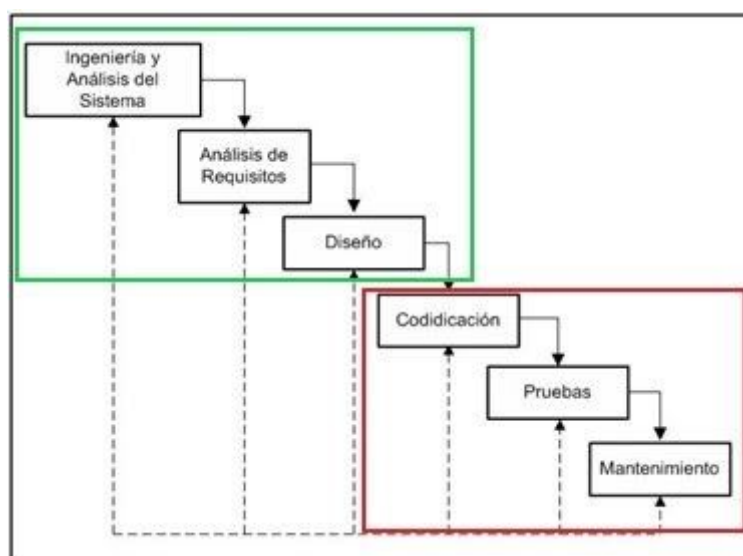 Ingeniería y
Análisis del
Sistema
Análisis de
Requisitos
Diseño
Codidicación
Pruebas
Mantenimiento